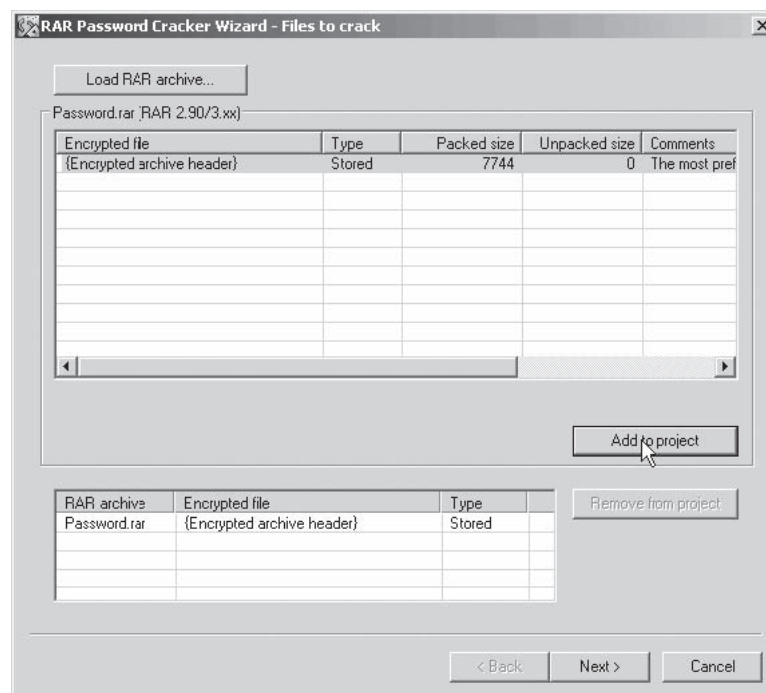 RAR Password Cracker Wizard - Files to crack
Load RAR archive...
Password.rar (RAR 2.90/3.xx)
Encrypted file Type Packed size Unpacked size Comments
{Encrypted archive header} Stored 7744 0 The most pref
Add to project
RAR archive Encrypted file Type
Password.rar {Encrypted archive header} Stored
Remove from project
< Back Next > Cancel